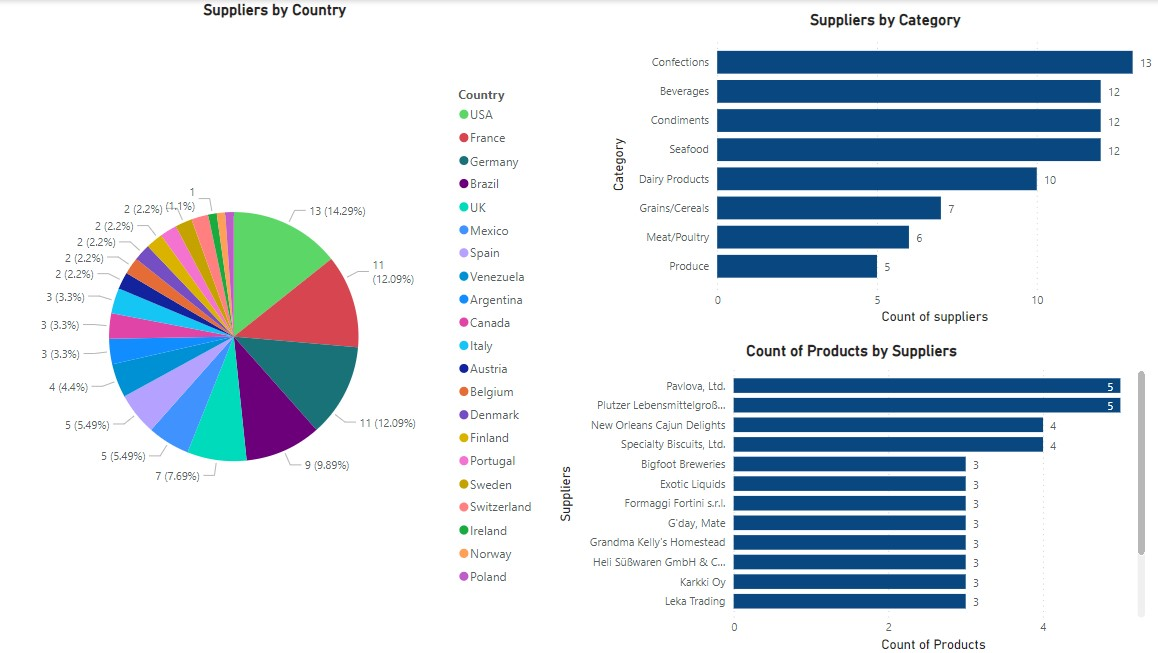 Suppliers by Country
1
2 (2.2%) (1.1%)
2 (2.2%)
2 (2.2%)
2 (2.2%)
2 (2.2%)
3 (3.3%)
3 (3.3%)
3 (3.3%)
4 (4.4%)
5 (5.49%)
5 (5.49%)
7 (7.69%)
13 (14.29%)
11
(12.09%)
11 (12.09%)
9 (9.89%)
Country
USA
France
Germany
Brazil
UK
Mexico
Spain
Venezuela
Argentina
Canada
Italy
Austria
Belgium
Denmark
Finland
Portugal
Sweden
Switzerland
Ireland
Norway
Poland
Suppliers by Category
Category
Confections 13
Beverages 12
Condiments 12
Seafood 12
Dairy Products 10
Grains/Cereals 7
Meat/Poultry 6
Produce 5
0 5 10
Count of suppliers
Count of Products by Suppliers
Suppliers
Pavlova, Ltd. 5
Plutzer Lebensmittelgroß... 5
New Orleans Cajun Delights 4
Specialty Biscuits, Ltd. 4
Bigfoot Breweries 3
Exotic Liquids 3
Formaggi Fortini s.r.l. 3
G'day, Mate 3
Grandma Kelly's Homestead 3
Heli Süßwaren GmbH & C... 3
Karkki Oy 3
Leka Trading 3
0 2 4
Count of Products